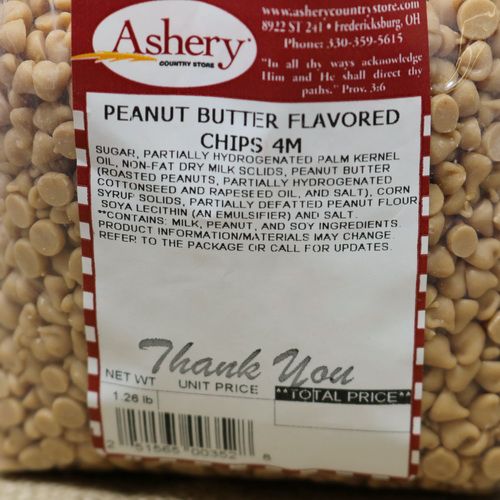 www.asherycountrystore.com
8922 ST 241 • Fredericksburg, OH
Phone: 330-359-5615
"In all thy ways acknowledge
Him and He shall direct thy
paths." Prov. 3:6
Ashery
COUNTRY STORE
PEANUT BUTTER FLAVORED
CHIPS 4M
SUGAR, PARTIALLY HYDROGENATED PALM KERNEL
OIL, NON-FAT DRY MILK SOLIDS, PEANUT BUTTER
(ROASTED PEANUTS, PARTIALLY HYDROGENATED
COTTONSEED AND RAPESEED OIL, AND SALT), CORN
SYRUP SOLIDS, PARTIALLY DEFATTED PEANUT FLOUR,
SOYA LECITHIN (AN EMULSIFIER) AND SALT.
**CONTAINS: MILK, PEANUT, AND SOY INGREDIENTS.
PRODUCT INFORMATION/MATERIALS MAY CHANGE.
REFER TO THE PACKAGE OR CALL FOR UPDATES.
Thank You
NET WT UNIT PRICE **TOTAL PRICE**
1.26 lb
2 51565 00352 8